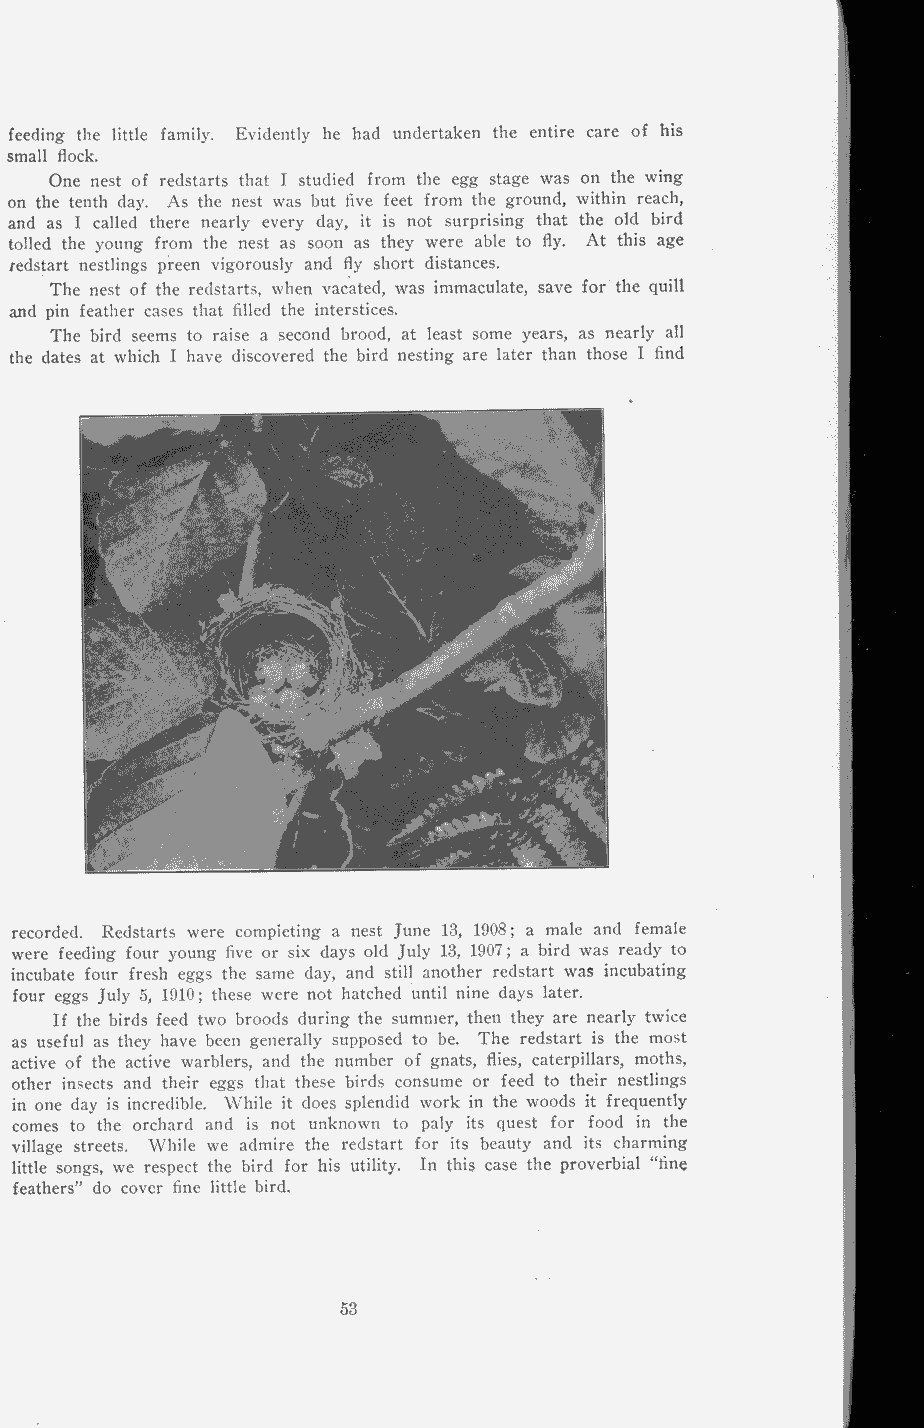 feeding the little family. Evidently he had undertaken the entire care of his
small flock.
One nest of redstarts that I studied from the egg stage was on the wing
on the tenth day. As the nest was but five feet from the ground, within reach,
and as I called there nearly every day, it is not surprising that the old bird
tolled the young from the nest as soon as they were able to fly. At this age
redstart nestlings preen vigorously and fly short distances.
The nest of the redstarts, when vacated, was immaculate, save for the quill
and pin feather cases that filled the interstices.
The bird seems to raise a second brood, at least some years, as nearly all
the dates at which I have discovered the bird nesting are later than those I find
recorded. Redstarts were completing a nest June 13, 1908; a male and female
were feeding four young five or six days old July 13, 1907; a bird was ready to
incubate four fresh eggs the same day, and still another redstart was incubating
four eggs July 5, 1910; these were not hatched until nine days later.
If the birds feed two broods during the summer, then they are nearly twice
as useful as they have been generally supposed to be. The redstart is the most
active of the active warblers, and the number of gnats, flies, caterpillars, moths,
other insects and their eggs that these birds consume or feed to their nestlings
in one day is incredible. While it does splendid work in the woods it frequently
comes to the orchard and is not unknown to paly its quest for food in the
village streets. While we admire the redstart for its beauty and its charming
little songs, we respect the bird for his utility. In this case the proverbial "fine
feathers" do cover fine little bird.
53